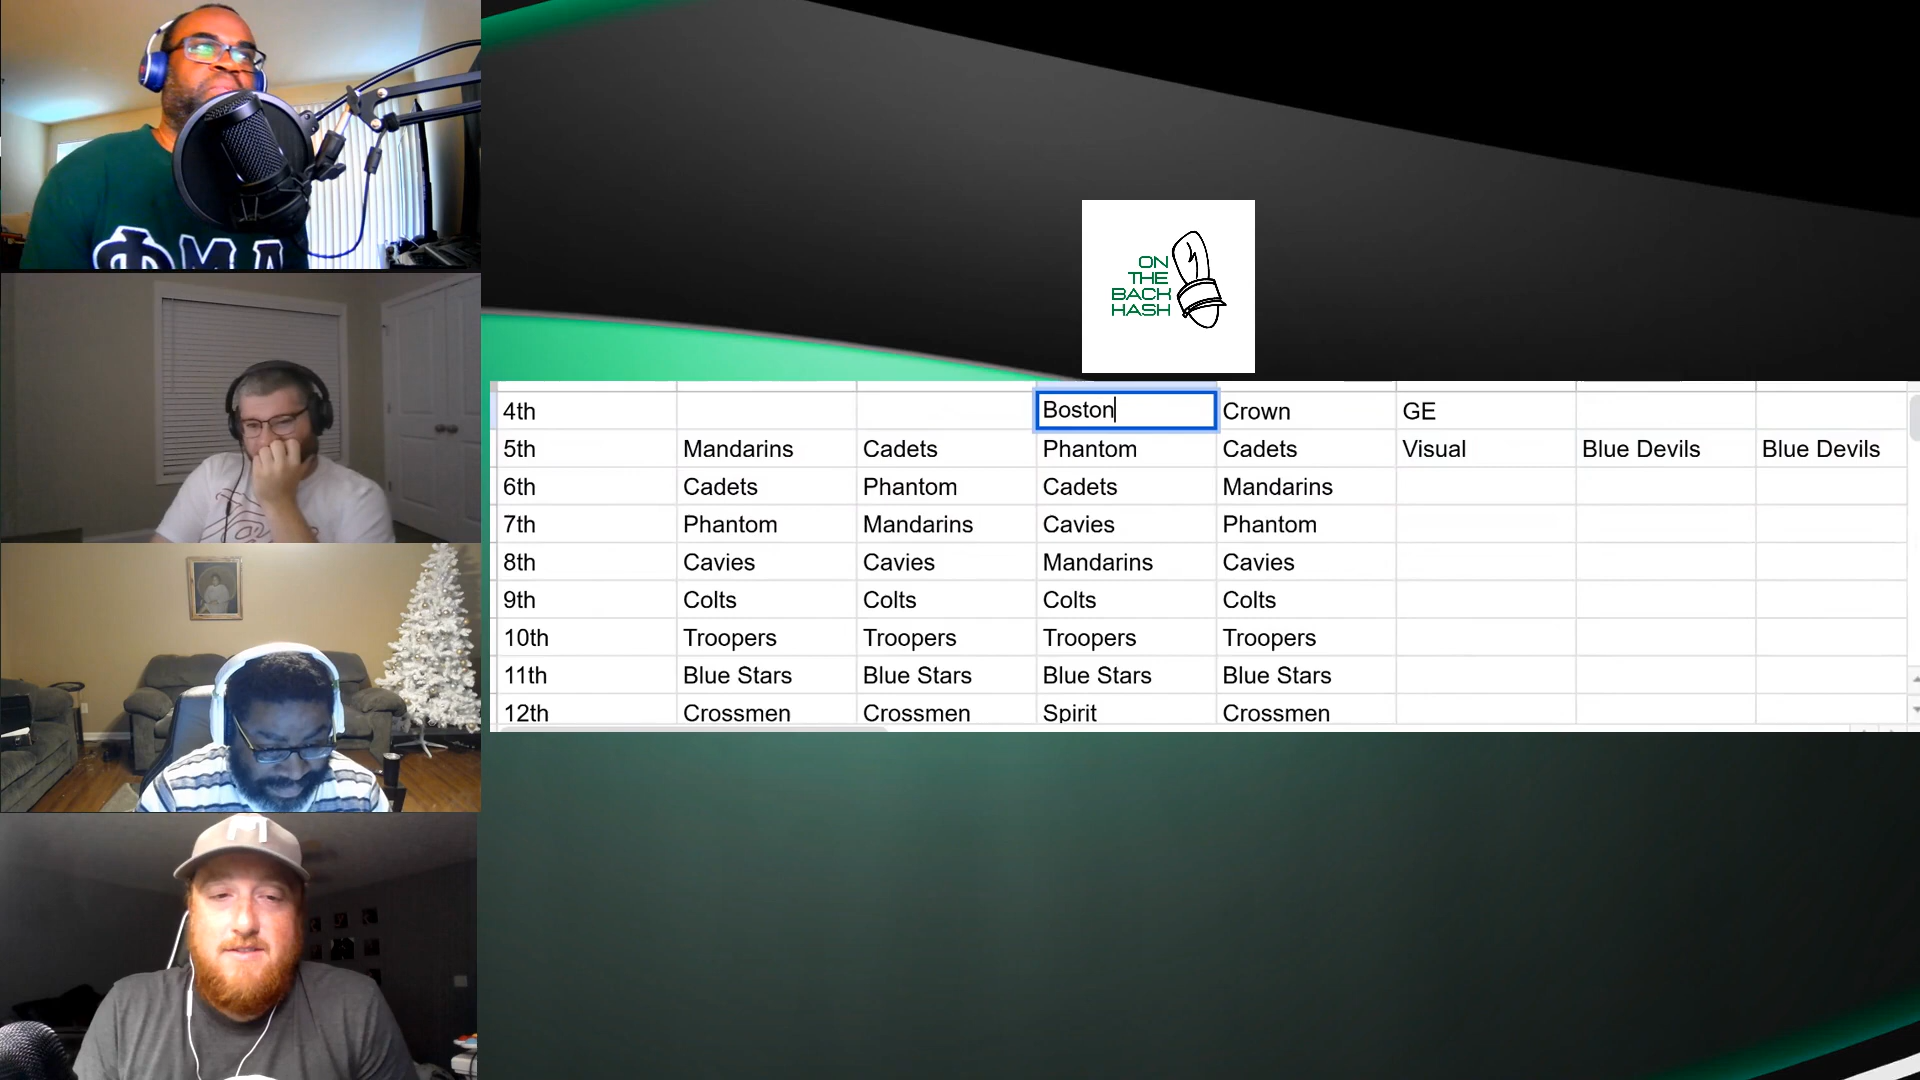 ΦMA
ON
THE
BACK
HASH
4th Boston Crown GE
5th Mandarins Cadets Phantom Cadets Visual Blue Devils Blue Devils
6th Cadets Phantom Cadets Mandarins
7th Phantom Mandarins Cavies Phantom
8th Cavies Cavies Mandarins Cavies
9th Colts Colts Colts Colts
10th Troopers Troopers Troopers Troopers
11th Blue Stars Blue Stars Blue Stars Blue Stars
12th Crossmen Crossmen Spirit Crossmen
M